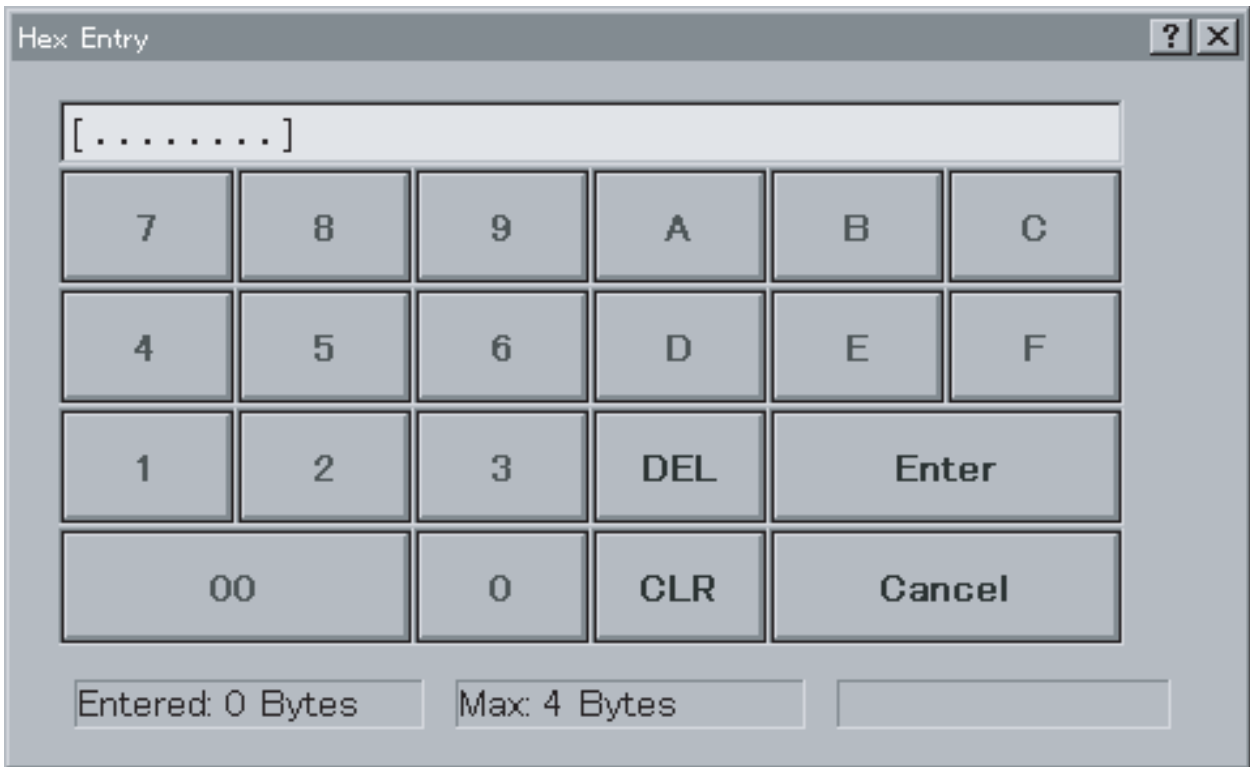 Hex Entry ? X
[........]
7 8 9 A B C
4 5 6 D E F
1 2 3 DEL Enter
00 0 CLR Cancel
Entered: 0 Bytes Max: 4 Bytes